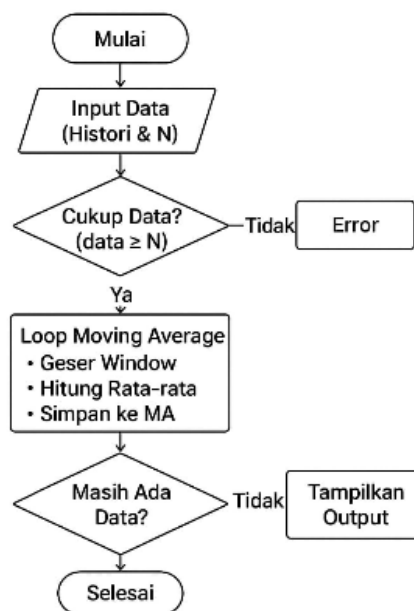 Mulai
Input Data
(Histori & N)
Cukup Data?
(data ≥ N)
Tidak
Error
Ya
Loop Moving Average
• Geser Window
• Hitung Rata-rata
• Simpan ke MA
Masih Ada
Data?
Tidak
Tampilkan
Output
Selesai